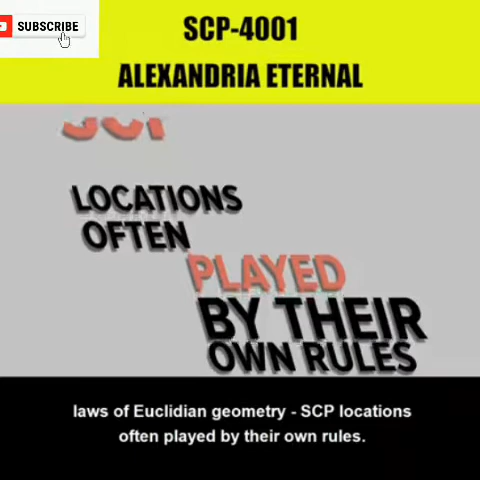 SUBSCRIBE
SCP-4001
ALEXANDRIA ETERNAL
LOCATIONS
OFTEN
PLAYED
BY THEIR
OWN RULES
laws of Euclidian geometry - SCP locations
often played by their own rules.